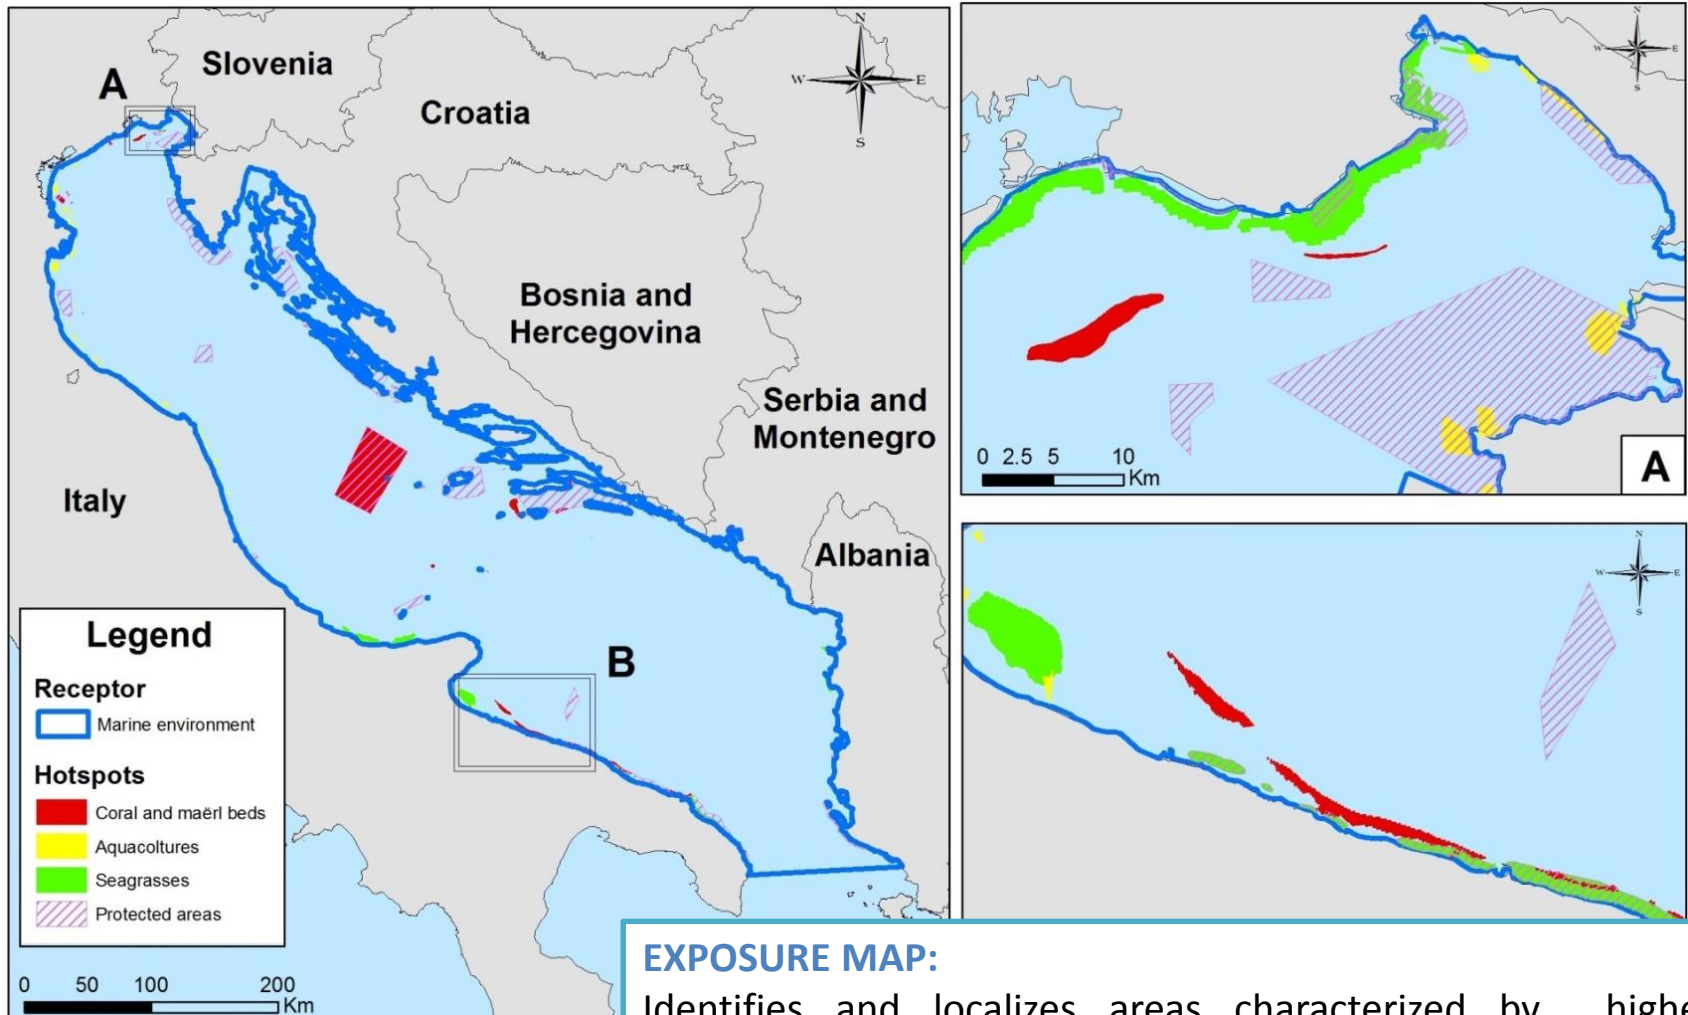 N
W E
S
Slovenia
A
Croatia
Bosnia and
Hercegovina
Serbia and
Montenegro
Italy
Albania
B
Legend
Receptor
Marine environment
Hotspots
Coral and maërl beds
Aquacoltures
Seagrasses
Protected areas
0 50 100 200
Km
N
W E
S
0 2.5 5 10
Km
A
N
W E
S
EXPOSURE MAP:
Identifies and localizes areas characterized by highe